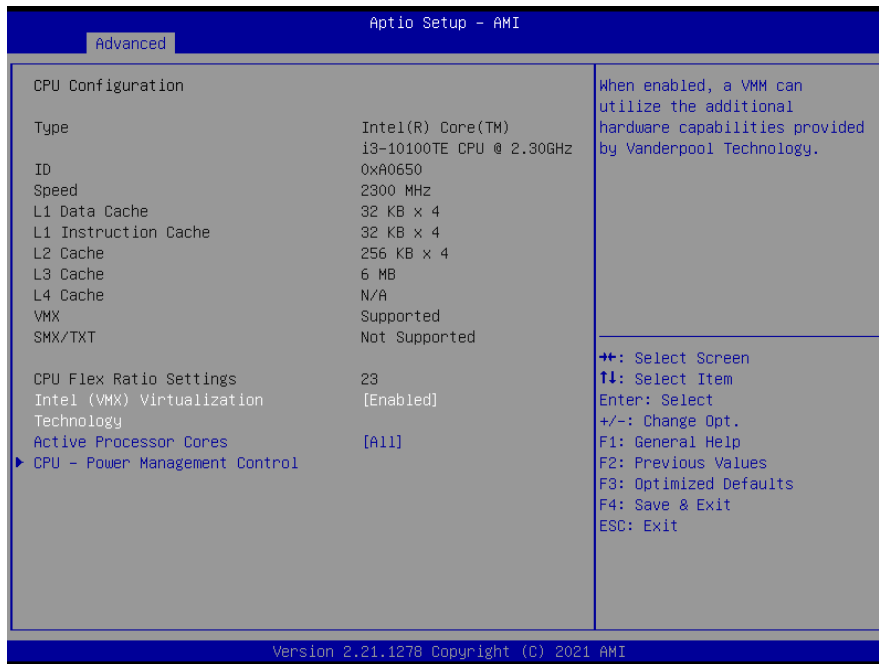 Aptio Setup - AMI
Advanced
CPU Configuration
Type Intel(R) Core(TM)
i3-10100TE CPU @ 2.30GHz
ID 0xA0650
Speed 2300 MHz
L1 Data Cache 32 KB x 4
L1 Instruction Cache 32 KB x 4
L2 Cache 256 KB x 4
L3 Cache 6 MB
L4 Cache N/A
VMX Supported
SMX/TXT Not Supported
CPU Flex Ratio Settings 23
Intel (VMX) Virtualization [Enabled]
Technology
Active Processor Cores [All]
CPU - Power Management Control
When enabled, a VMM can
utilize the additional
hardware capabilities provided
by Vanderpool Technology.
→←: Select Screen
↑↓: Select Item
Enter: Select
+/-: Change Opt.
F1: General Help
F2: Previous Values
F3: Optimized Defaults
F4: Save & Exit
ESC: Exit
Version 2.21.1278 Copyright (C) 2021 AMI